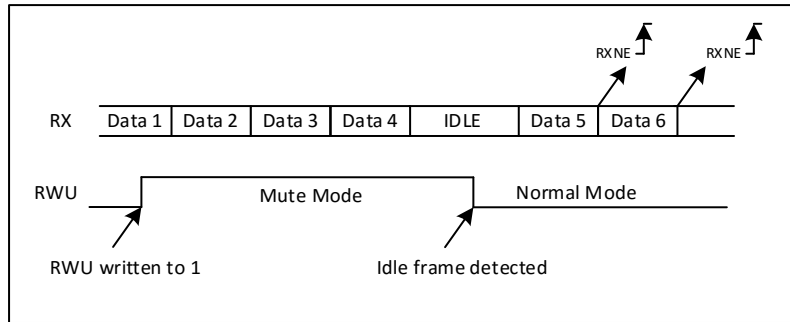 RXNE RXNE
RX Data 1 Data 2 Data 3 Data 4 IDLE Data 5 Data 6
RWU Mute Mode Normal Mode
RWU written to 1 Idle frame detected